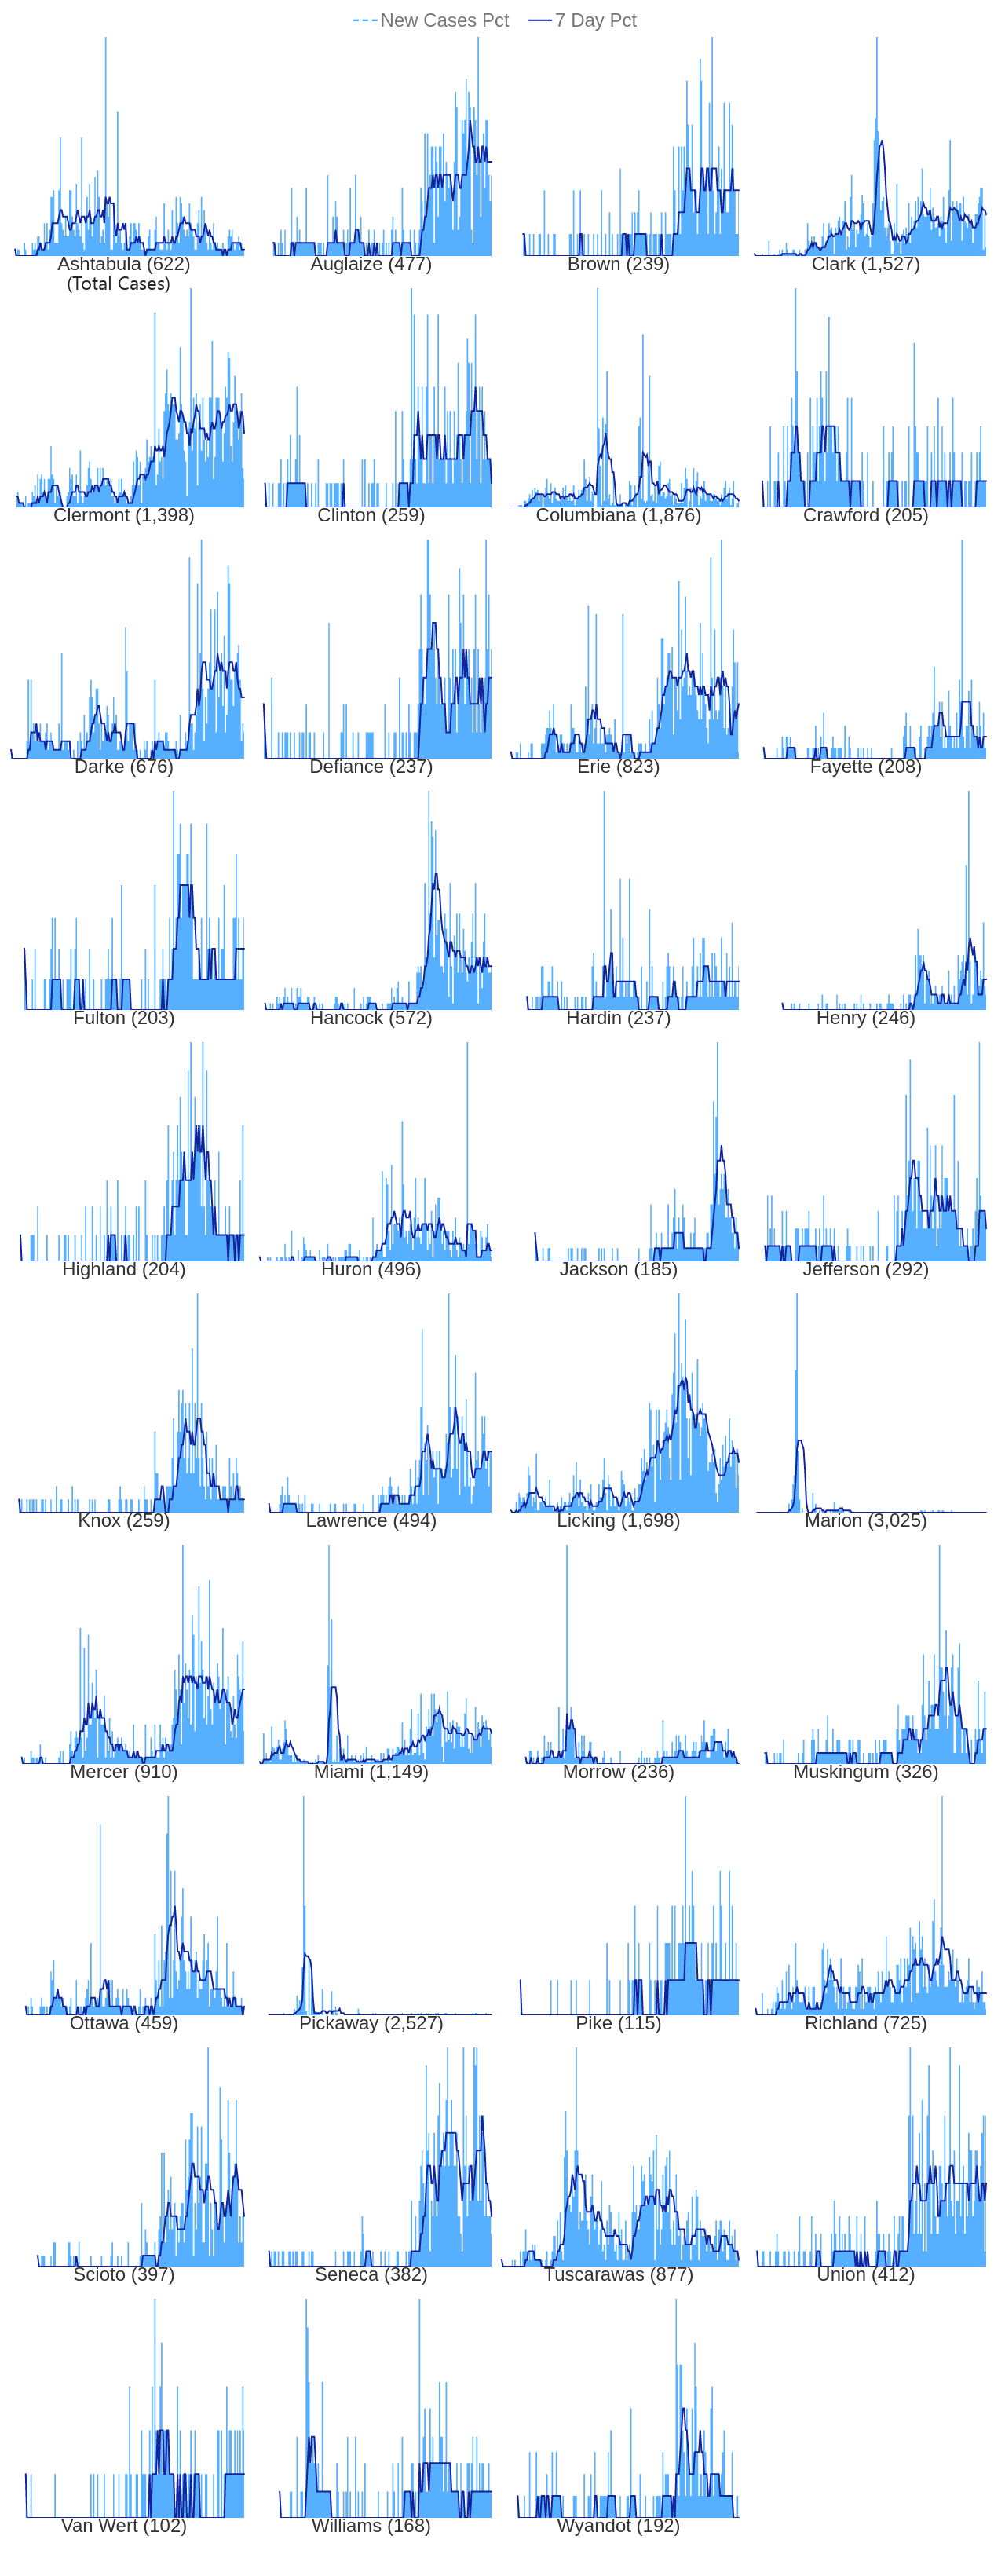 New Cases Pct 7 Day Pct
Ashtabula (622) Auglaize (477) Brown (239) Clark (1,527)
(Total Cases)
Clermont (1,398) Clinton (259) Columbiana (1,876) Crawford (205)
Darke (676) Defiance (237) Erie (823) Fayette (208)
Fulton (203) Hancock (572) Hardin (237) Henry (246)
Highland (204) Huron (496) Jackson (185) Jefferson (292)
Knox (259) Lawrence (494) Licking (1,698) Marion (3,025)
Mercer (910) Miami (1,149) Morrow (236) Muskingum (326)
Ottawa (459) Pickaway (2,527) Pike (115) Richland (725)
Scioto (397) Seneca (382) Tuscarawas (877) Union (412)
Van Wert (102) Williams (168) Wyandot (192)